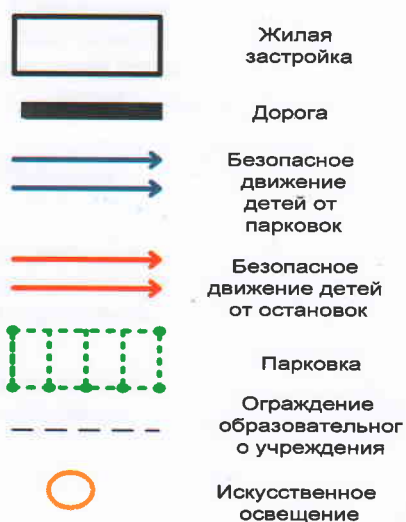 Жилая
застройка
Дорога
Безопасное
движение
детей от
парковок
Безопасное
движение детей
от остановок
Парковка
Ограждение
образовательног
о учреждения
Искусственное
освещение